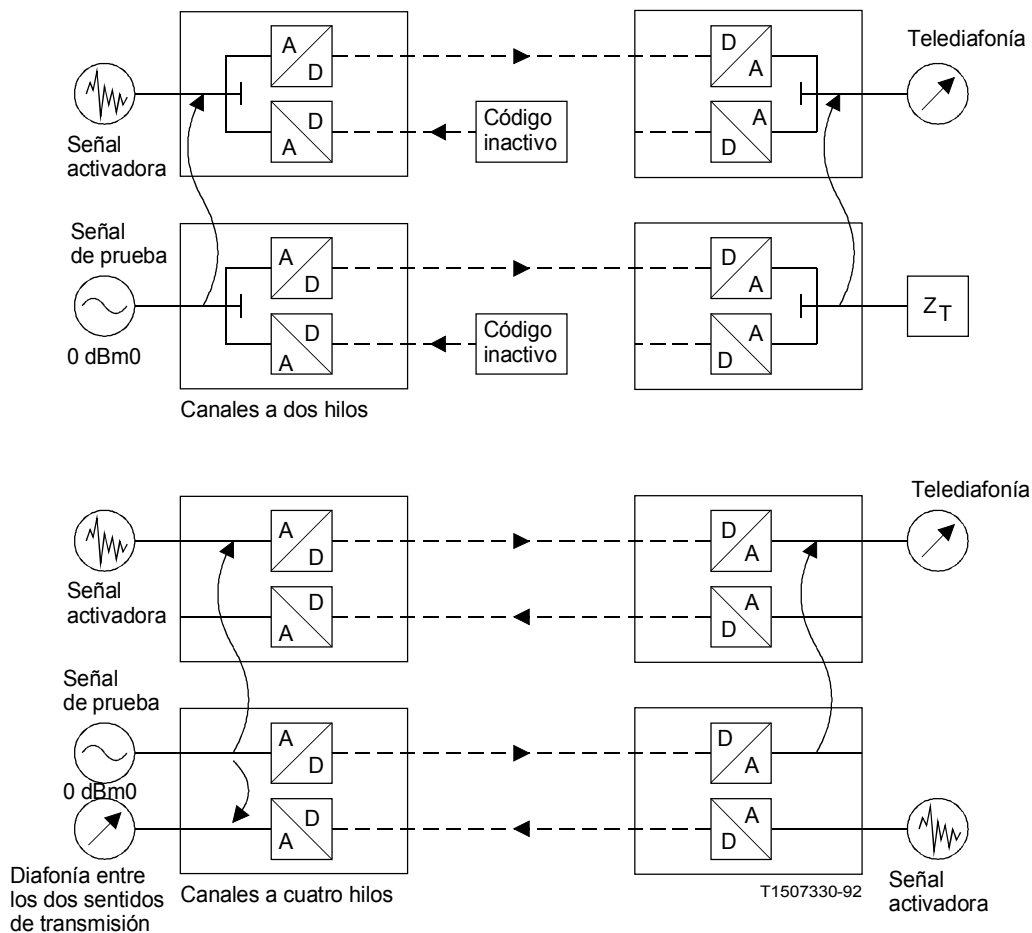 A
D
D
A
Telediafonía
Señal
activadora
D
A
Código
inactivo
A
D
Señal
de prueba
A
D
D
A
0 dBm0
D
A
Código
inactivo
A
D
Z_T
Canales a dos hilos
Telediafonía
A
D
D
A
Señal
activadora
D
A
A
D
Señal
de prueba
A
D
D
A
0 dBm0
D
A
A
D
Diafonía entre
los dos sentidos
de transmisión
Canales a cuatro hilos
T1507330-92
Señal
activadora